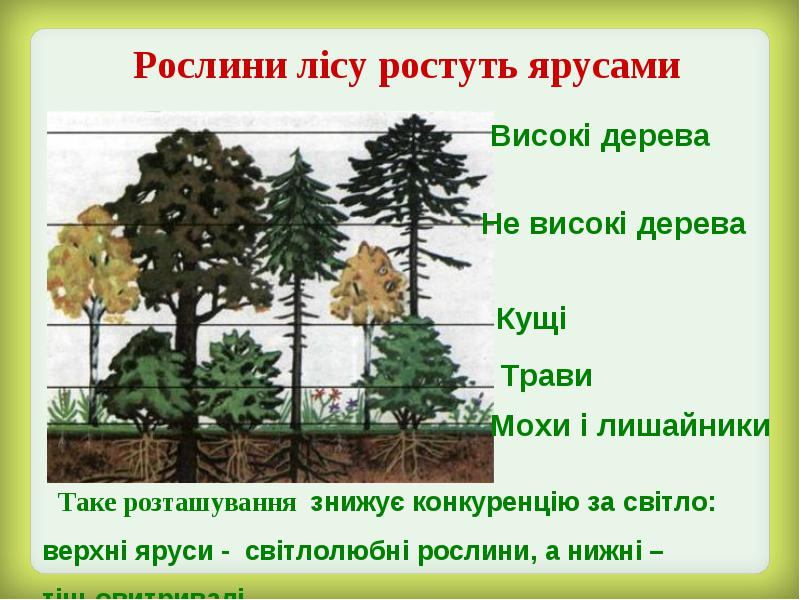 Рослини лісу ростуть ярусами
Високі дерева
Не високі дерева
Кущі
Трави
Мохи і лишайники
Таке розташування знижує конкуренцію за світло:
верхні яруси - світлолюбні рослини, а нижні –